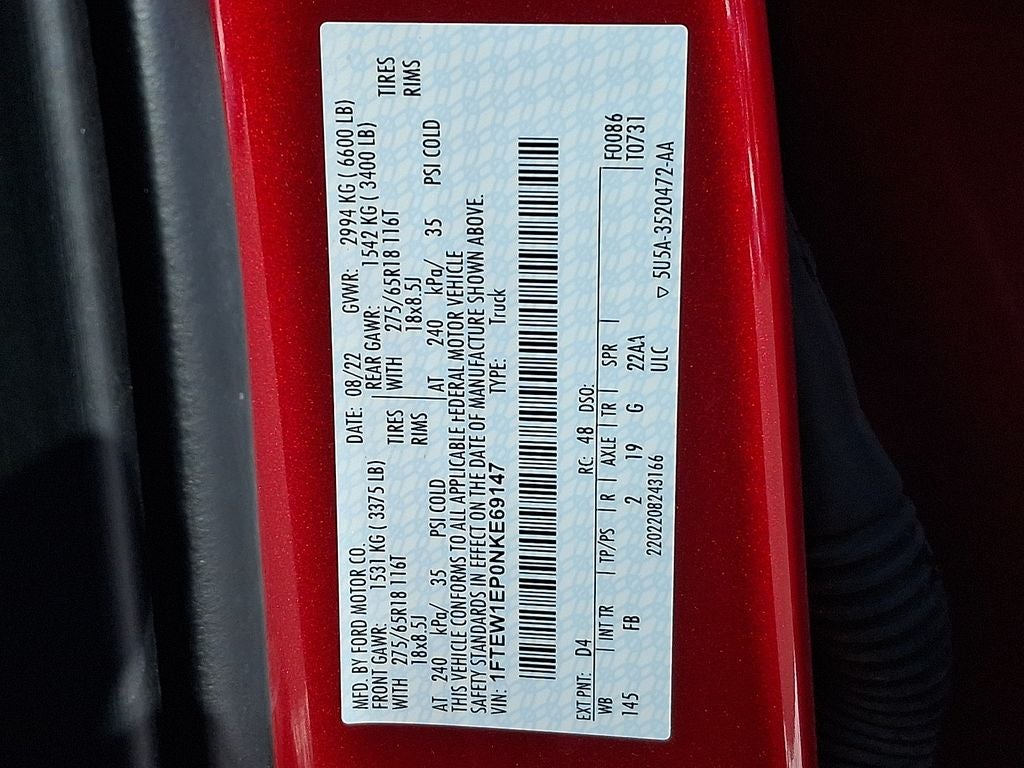 MFD. BY FORD MOTOR CO. DATE: 08/22 GVWR: 2994 KG ( 6600 LB)
FRONT GAWR: 1531 KG ( 3375 LB) REAR GAWR: 1542 KG ( 3400 LB)
WITH 275/65R18 116T TIRES WITH 275/65R18 116T TIRES
18x8.5J RIMS 18x8.5J RIMS
AT 240 kPa/ 35 PSI COLD AT 240 kPa/ 35 PSI COLD
THIS VEHICLE CONFORMS TO ALL APPLICABLE FEDERAL MOTOR VEHICLE
SAFETY STANDARDS IN EFFECT ON THE DATE OF MANUFACTURE SHOWN ABOVE.
VIN: 1FTEW1EP0NKE69147 TYPE: Truck
EXT PNT: D4 RC: 48 DSO:
WB | INT TR | TP/PS | R | AXLE | TR | SPR | F0086
145 FB 2 19 G 22AA T0731
220220824316​6 ULC
▽ 5U5A-3520472-AA